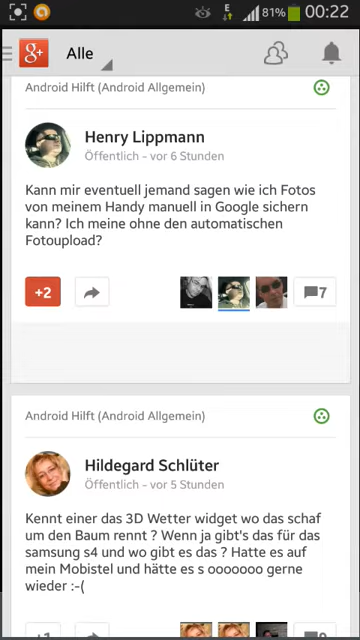 E
81%
00:22
g+
Alle
Android Hilft (Android Allgemein)
Henry Lippmann
Öffentlich - vor 6 Stunden
Kann mir eventuell jemand sagen wie ich Fotos
von meinem Handy manuell in Google sichern
kann? Ich meine ohne den automatischen
Fotoupload?
+2
7
Android Hilft (Android Allgemein)
Hildegard Schlüter
Öffentlich - vor 5 Stunden
Kennt einer das 3D Wetter widget wo das schaf
um den Baum rennt ? Wenn ja gibt's das für das
samsung s4 und wo gibt es das ? Hatte es auf
mein Mobistel und hätte es s ooooooo gerne
wieder :-(